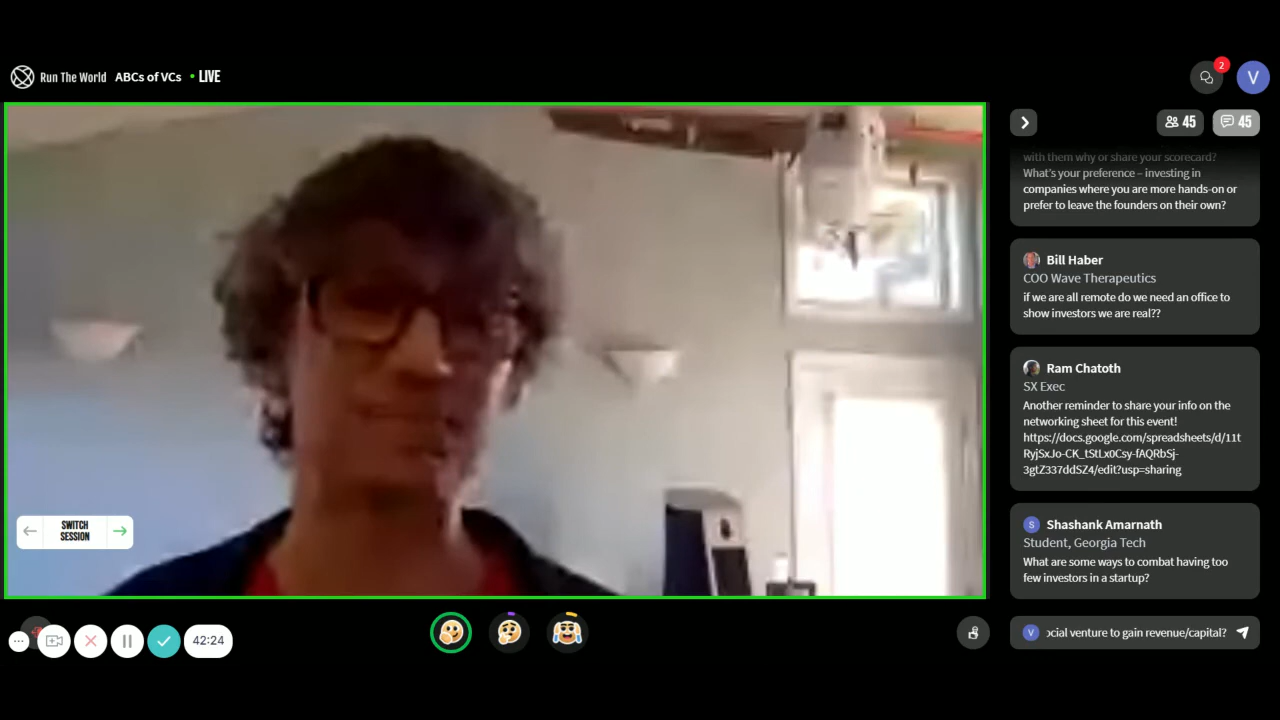 Run The World ABCs of VCs • LIVE
2
V
45
45
with them why or share your scorecard?
What's your preference – investing in
companies where you are more hands-on or
prefer to leave the founders on their own?
Bill Haber
COO Wave Therapeutics
if we are all remote do we need an office to
show investors we are real??
Ram Chatoth
SX Exec
Another reminder to share your info on the
networking sheet for this event!
https://docs.google.com/spreadsheets/d/11t
RyjSxJo-CK_tStLx0Csy-fAQRbSj-
3gtZ337ddSZ4/edit?usp=sharing
S
Shashank Amarnath
Student, Georgia Tech
What are some ways to combat having too
few investors in a startup?
SWITCH
SESSION
42:24
V
ocial venture to gain revenue/capital?